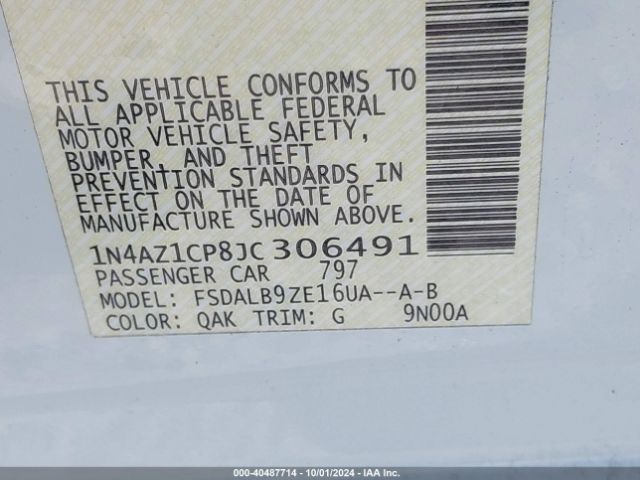 THIS VEHICLE CONFORMS TO
ALL APPLICABLE FEDERAL
MOTOR VEHICLE SAFETY,
BUMPER, AND THEFT
PREVENTION STANDARDS IN
EFFECT ON THE DATE OF
MANUFACTURE SHOWN ABOVE.
1N4AZ1CP8JC 306491
PASSENGER CAR 797
MODEL: FSDALB9ZE16UA--A-B
COLOR: QAK TRIM: G 9N00A
000-40487714 - 10/01/2024 - IAA Inc.